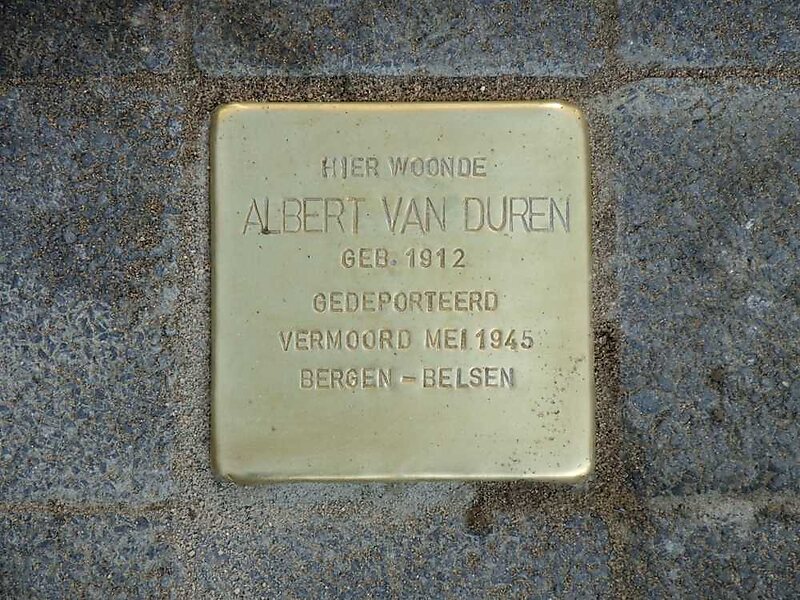 HIER WOONDE
ALBERT VAN DUREN
GEB. 1912
GEDEPORTEERD
VERMOORD MEI 1945
BERGEN - BELSEN